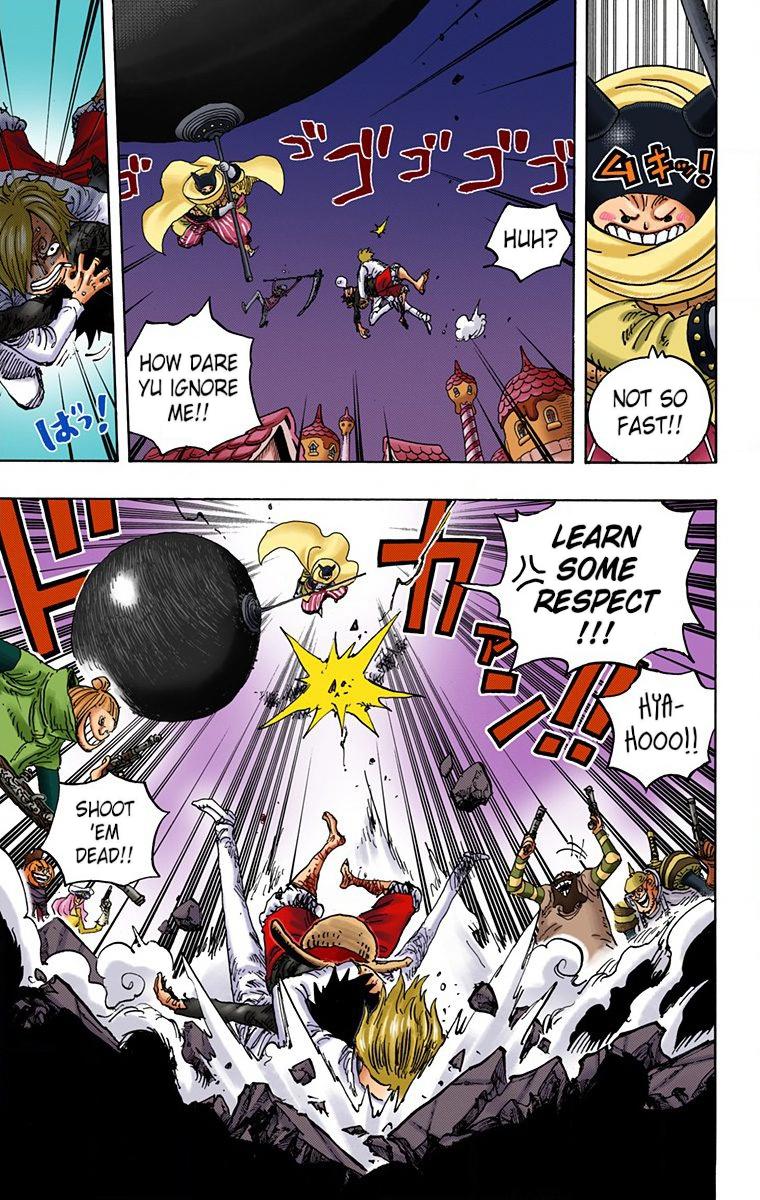 ムキッ!
NOT SO
FAST!!
ゴゴゴゴゴゴ
HUH?
HOW DARE
YU IGNORE
ME!!
ばっ!
LEARN
SOME
RESPECT
!!!
ドカァン!!
HYA-
HOOO!!
SHOOT
'EM
DEAD!!